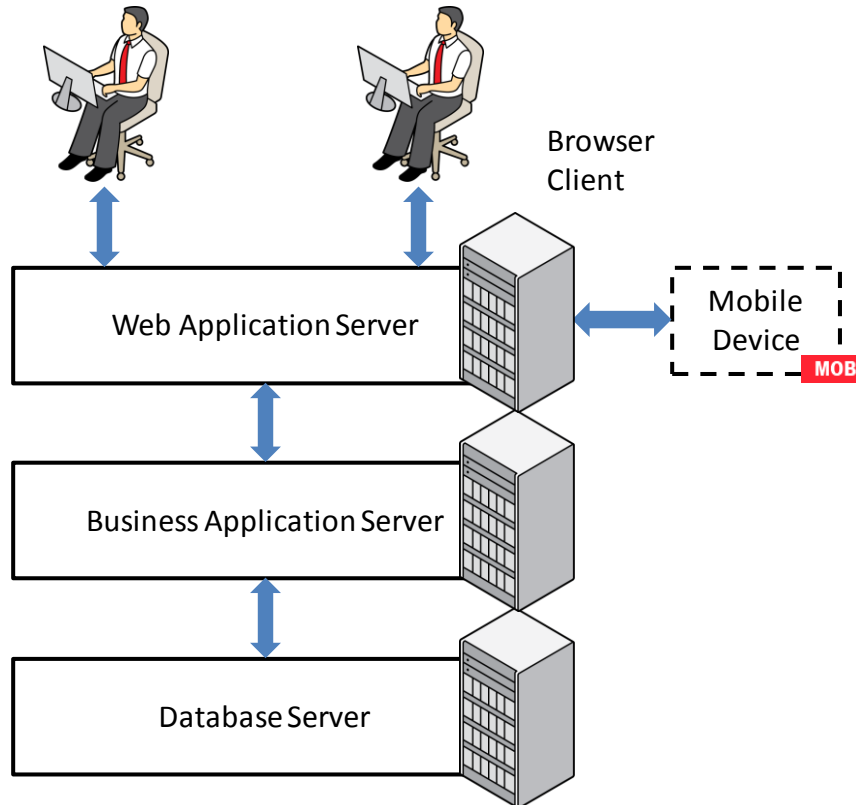 Browser
Client
Web Application Server
Mobile
Device
MOB
Business Application Server
Database Server